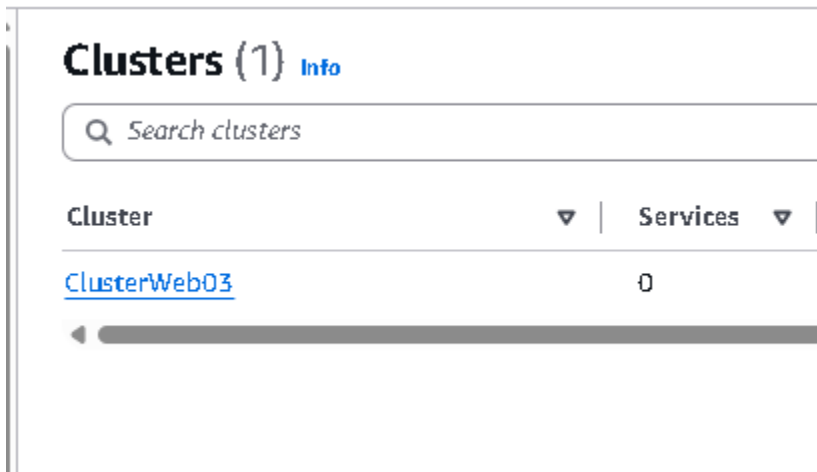 Clusters (1) Info
Search clusters
Cluster Services
ClusterWeb03 0